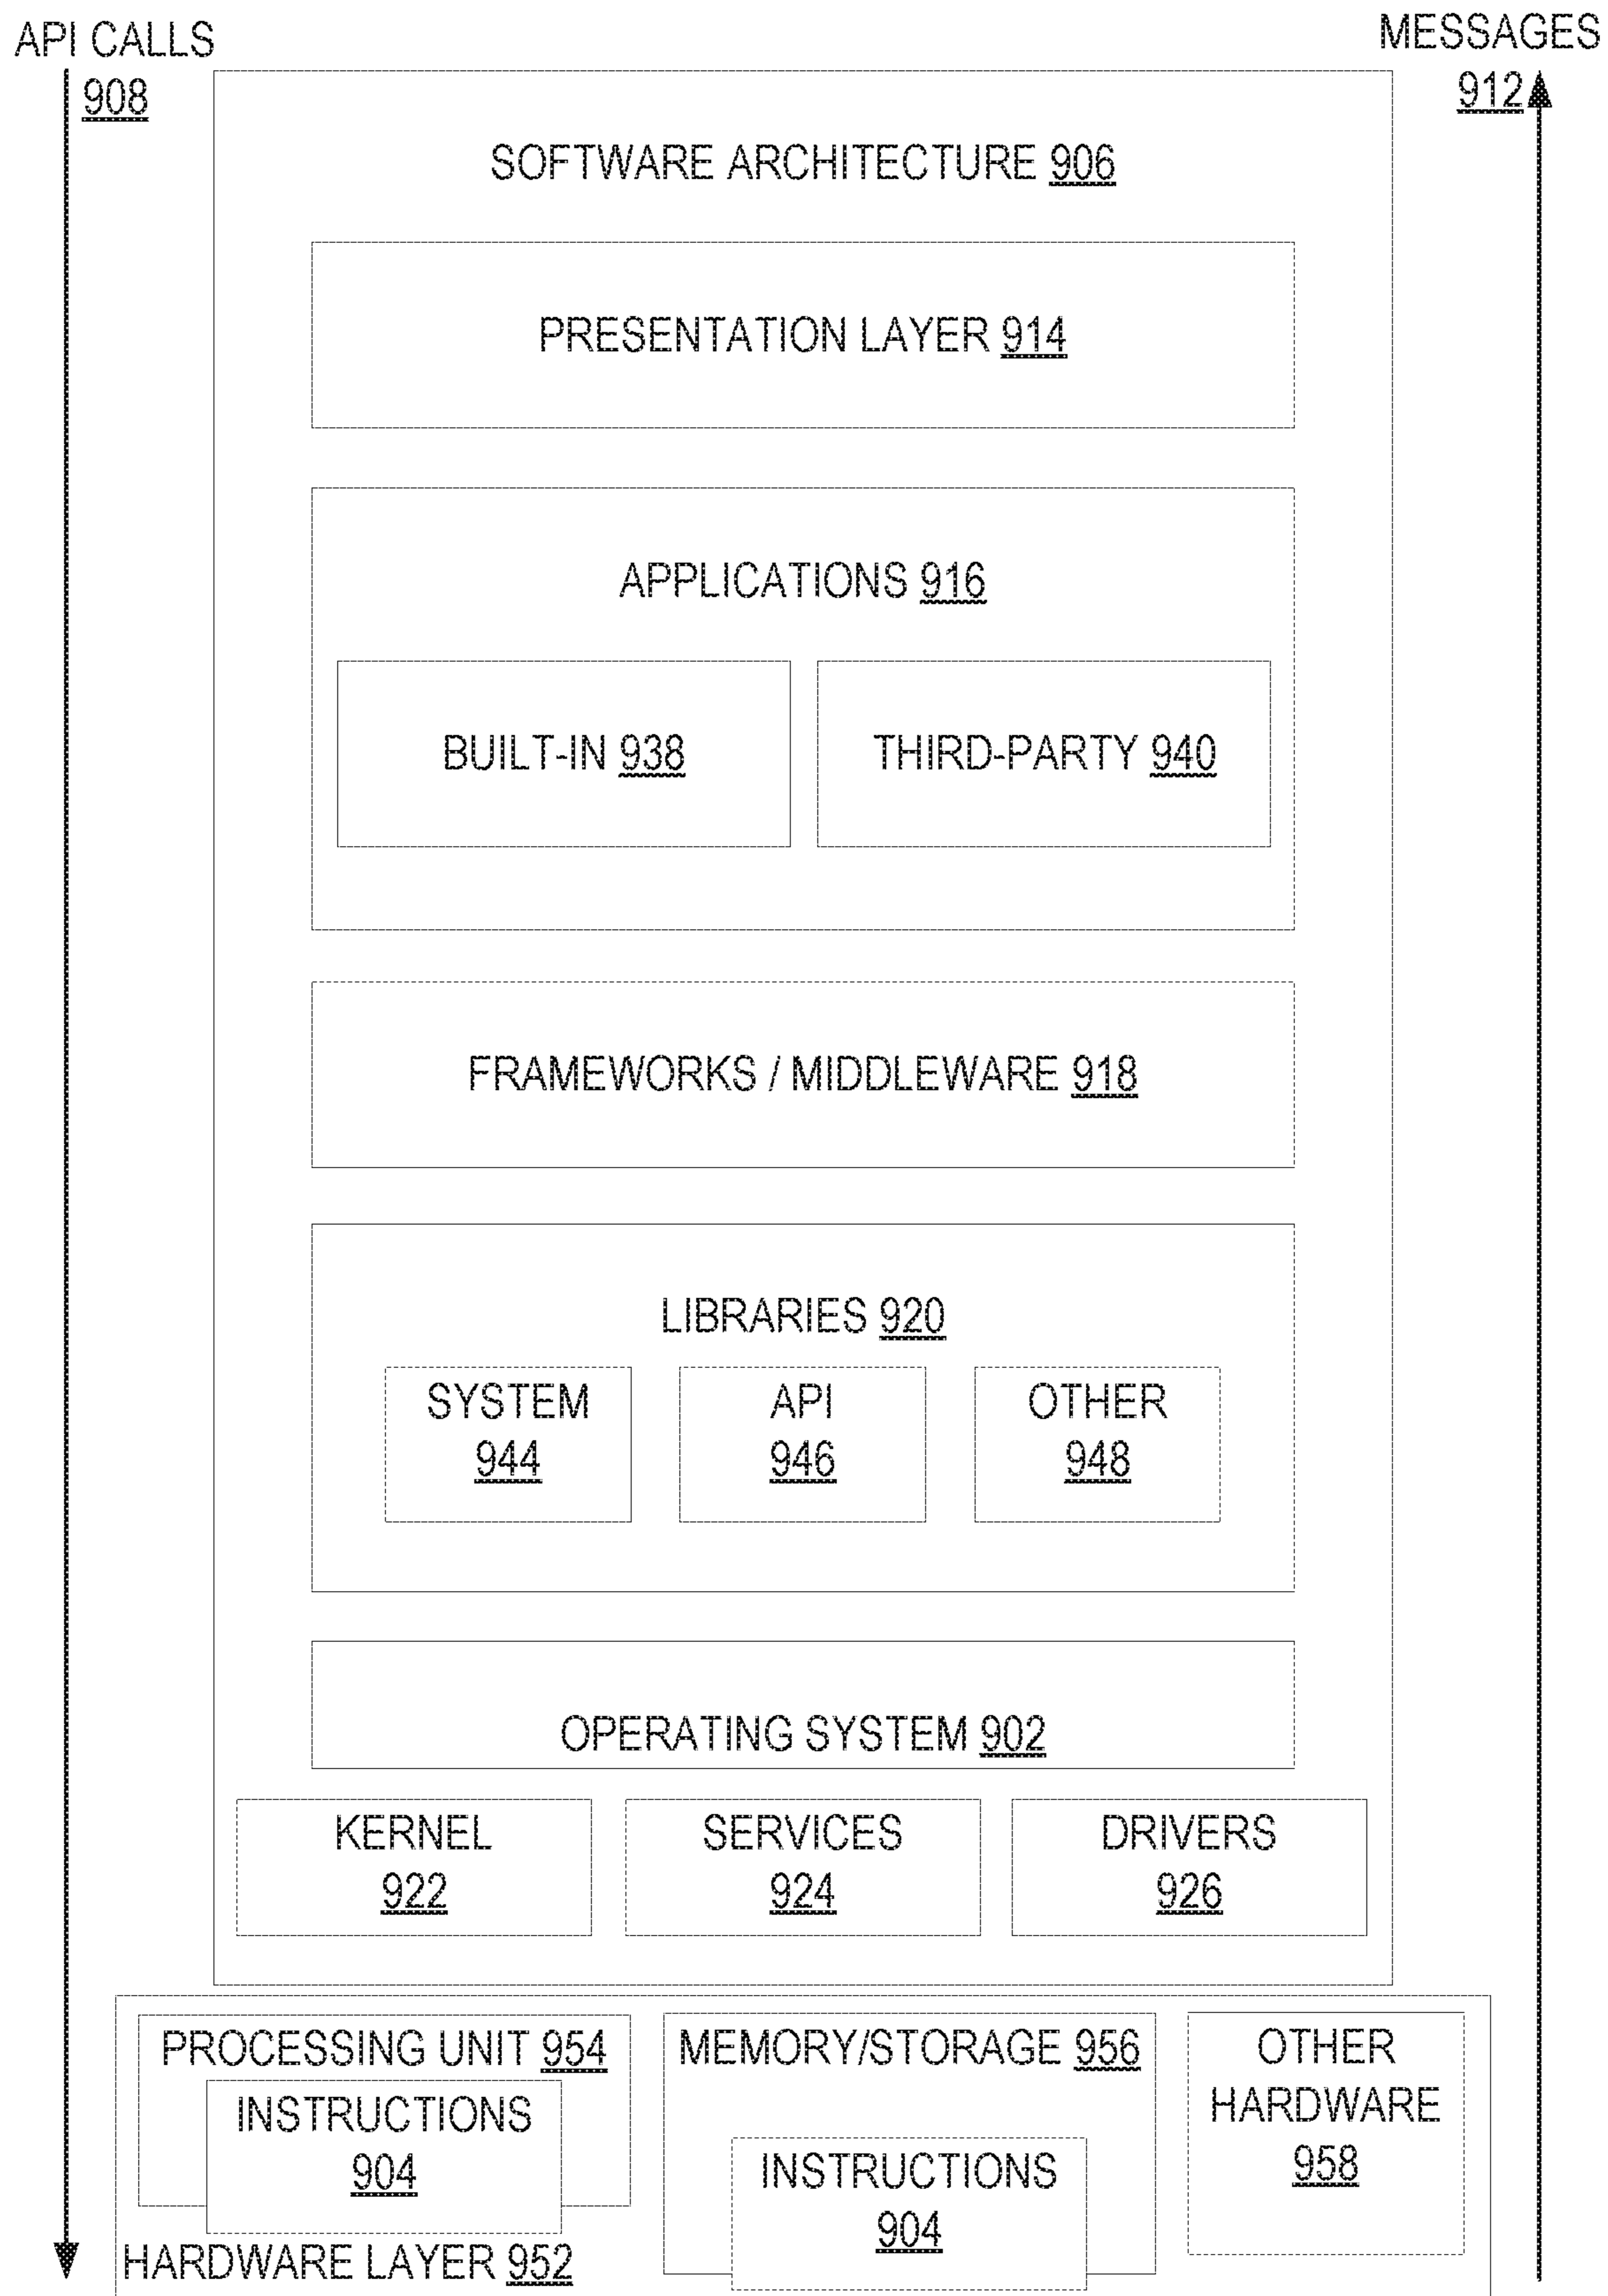 API CALLS
908
MESSAGES
912
SOFTWARE ARCHITECTURE 906
PRESENTATION LAYER 914
APPLICATIONS 916
BUILT-IN 938
THIRD-PARTY 940
FRAMEWORKS / MIDDLEWARE 918
LIBRARIES 920
SYSTEM
944
API
946
OTHER
948
OPERATING SYSTEM 902
KERNEL
922
SERVICES
924
DRIVERS
926
PROCESSING UNIT 954
INSTRUCTIONS
904
MEMORY/STORAGE 956
INSTRUCTIONS
904
OTHER
HARDWARE
958
HARDWARE LAYER 952